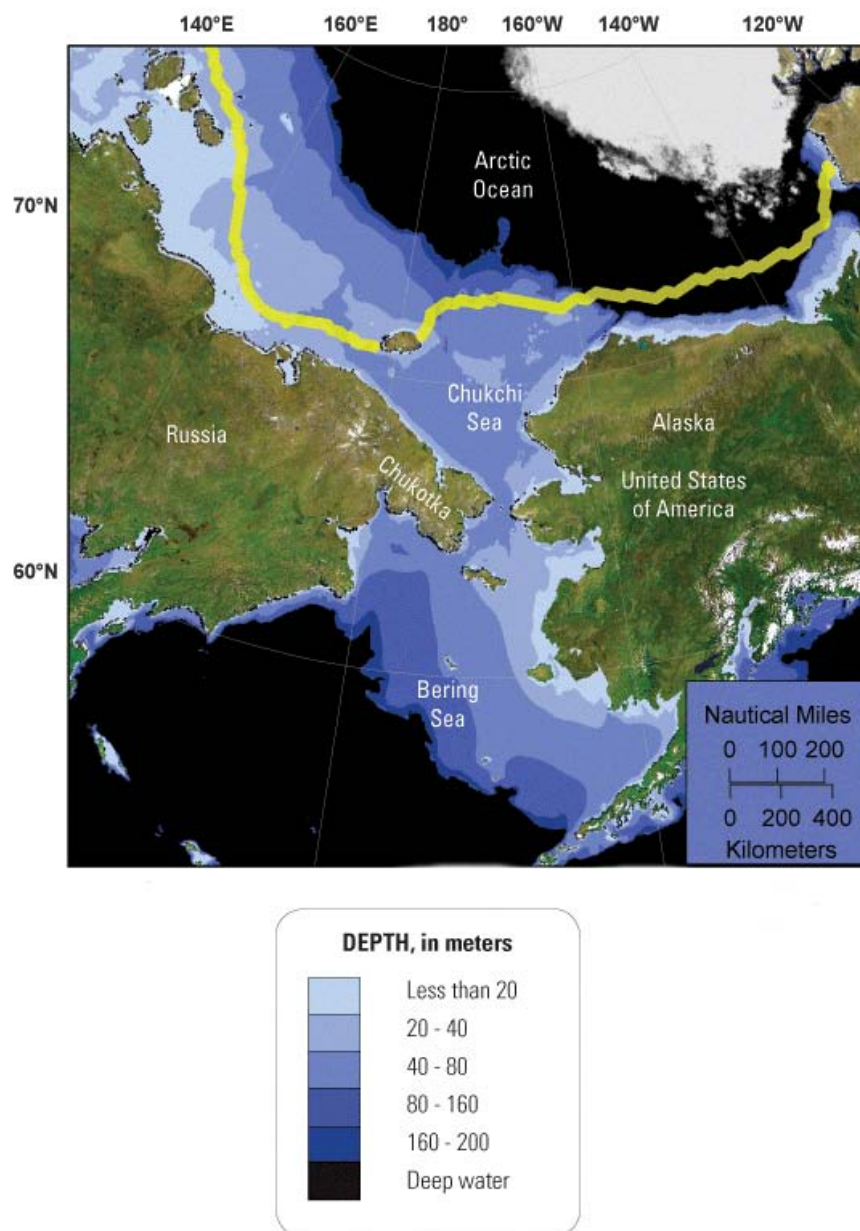 140°E 160°E 180° 160°W 140°W 120°W
70°N
60°N
Arctic
Ocean
Chukchi
Sea
Russia
Alaska
Chukotka
United States
of America
Bering
Sea
Nautical Miles
0 100 200
0 200 400
Kilometers
DEPTH, in meters
Less than 20
20 - 40
40 - 80
80 - 160
160 - 200
Deep water